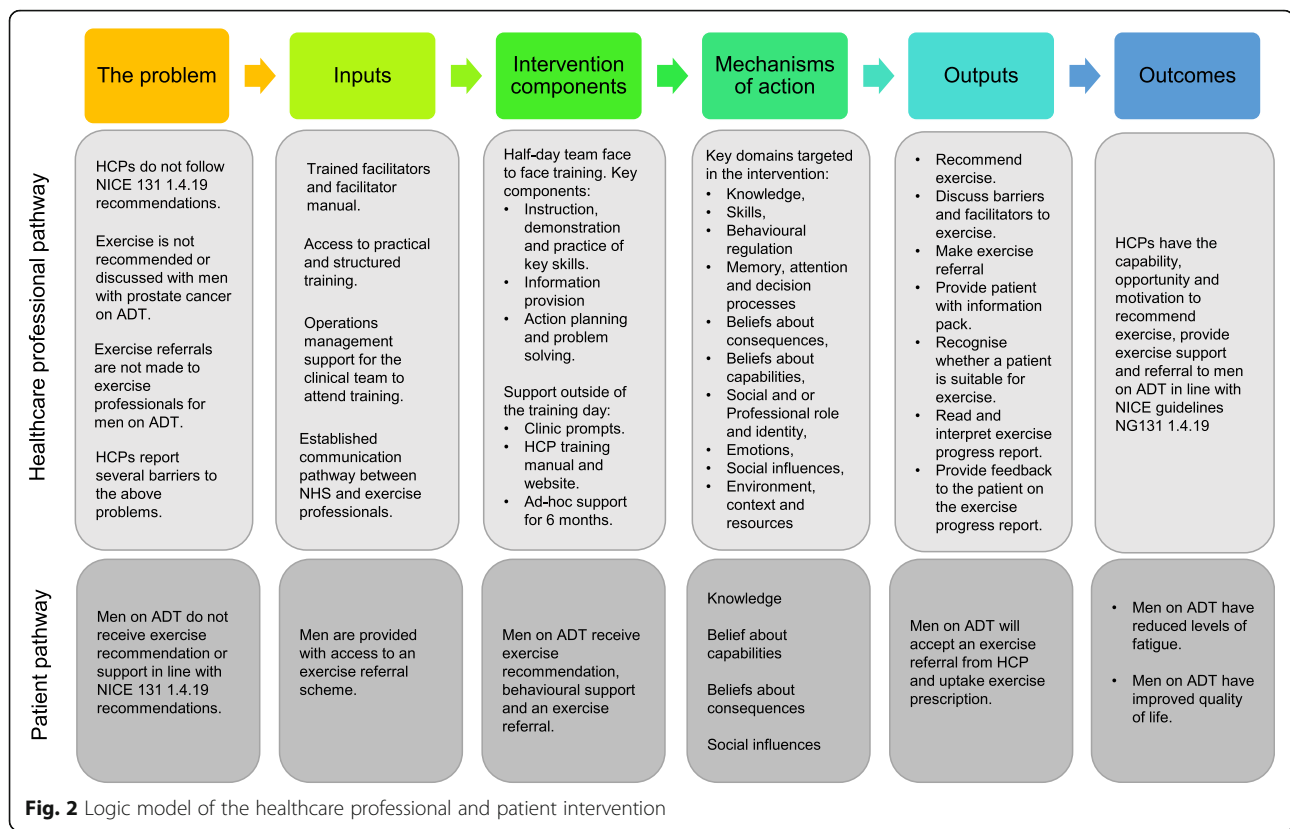 The problem
Inputs
Intervention
components
Mechanisms
of action
Outputs
Outcomes
Healthcare professional pathway
HCPs do not follow
NICE 131 1.4.19
recommendations.
Exercise is not
recommended or
discussed with men
with prostate cancer
on ADT.
Exercise referrals
are not made to
exercise
professionals for
men on ADT.
HCPs report
several barriers to
the above
problems.
Trained facilitators
and facilitator
manual.
Access to practical
and structured
training.
Operations
management
support for the
clinical team to
attend training.
Established
communication
pathway between
NHS and exercise
professionals.
Half-day team face
to face training. Key
components:
• Instruction,
demonstration
and practice of
key skills.
• Information
provision
• Action planning
and problem
solving.
Support outside of
the training day:
• Clinic prompts.
• HCP training
manual and
website.
• Ad-hoc support
for 6 months.
Key domains targeted
in the intervention:
• Knowledge,
• Skills,
• Behavioural
regulation
• Memory, attention
and decision
processes
• Beliefs about
consequences,
• Beliefs about
capabilities,
• Social and or
Professional role
and identity,
• Emotions,
• Social influences,
• Environment,
context and
resources
• Recommend
exercise.
• Discuss barriers
and facilitators to
exercise.
• Make exercise
referral
• Provide patient
with information
pack.
• Recognise
whether a patient
is suitable for
exercise.
• Read and
interpret exercise
progress report.
• Provide feedback
to the patient on
the exercise
progress report.
HCPs have the
capability,
opportunity and
motivation to
recommend
exercise, provide
exercise support
and referral to men
on ADT in line with
NICE guidelines
NG131 1.4.19
Patient pathway
Men on ADT do not
receive exercise
recommendation or
support in line with
NICE 131 1.4.19
recommendations.
Men are provided
with access to an
exercise referral
scheme.
Men on ADT receive
exercise
recommendation,
behavioural support
and an exercise
referral.
Knowledge
Belief about
capabilities
Beliefs about
consequences
Social influences
Men on ADT will
accept an exercise
referral from HCP
and uptake exercise
prescription.
• Men on ADT have
reduced levels of
fatigue.
• Men on ADT have
improved quality
of life.
Fig. 2 Logic model of the healthcare professional and patient intervention